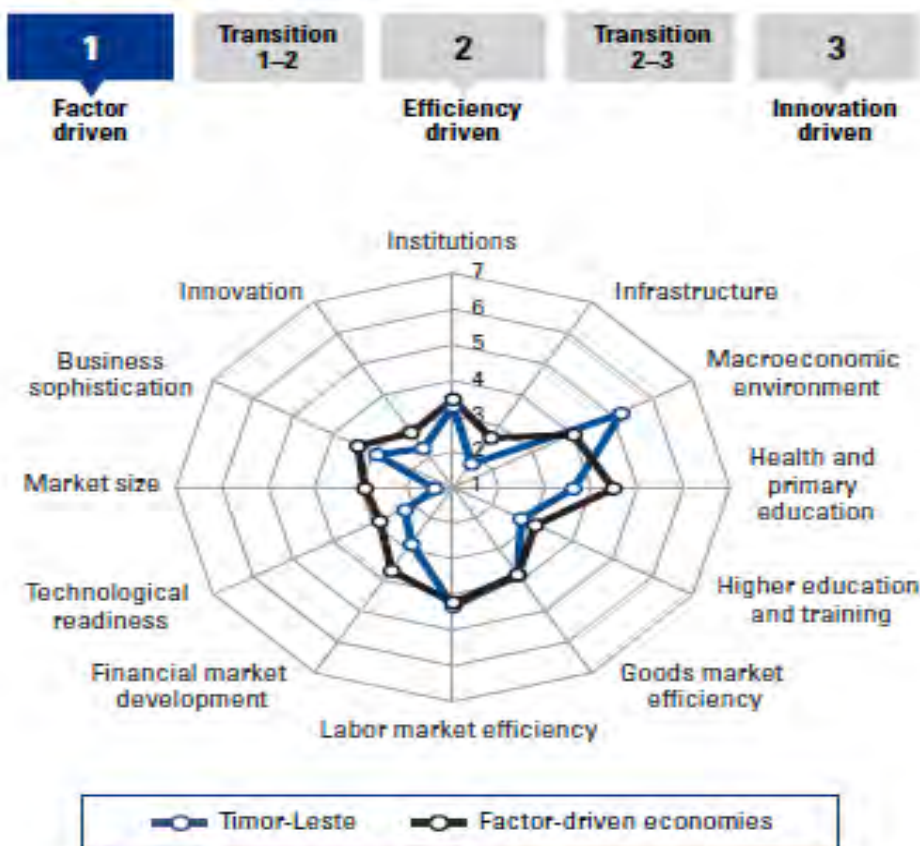 1
Transition
1–2
2
Transition
2–3
3
Factor
driven
Efficiency
driven
Innovation
driven
Institutions
7
Innovation
Infrastructure
6
5
Business
sophistication
Macroeconomic
environment
4
3
2
Market size
1
Health and
primary
education
Technological
readiness
Higher education
and training
Financial market
development
Goods market
efficiency
Labor market efficiency
Timor-Leste
Factor-driven economies